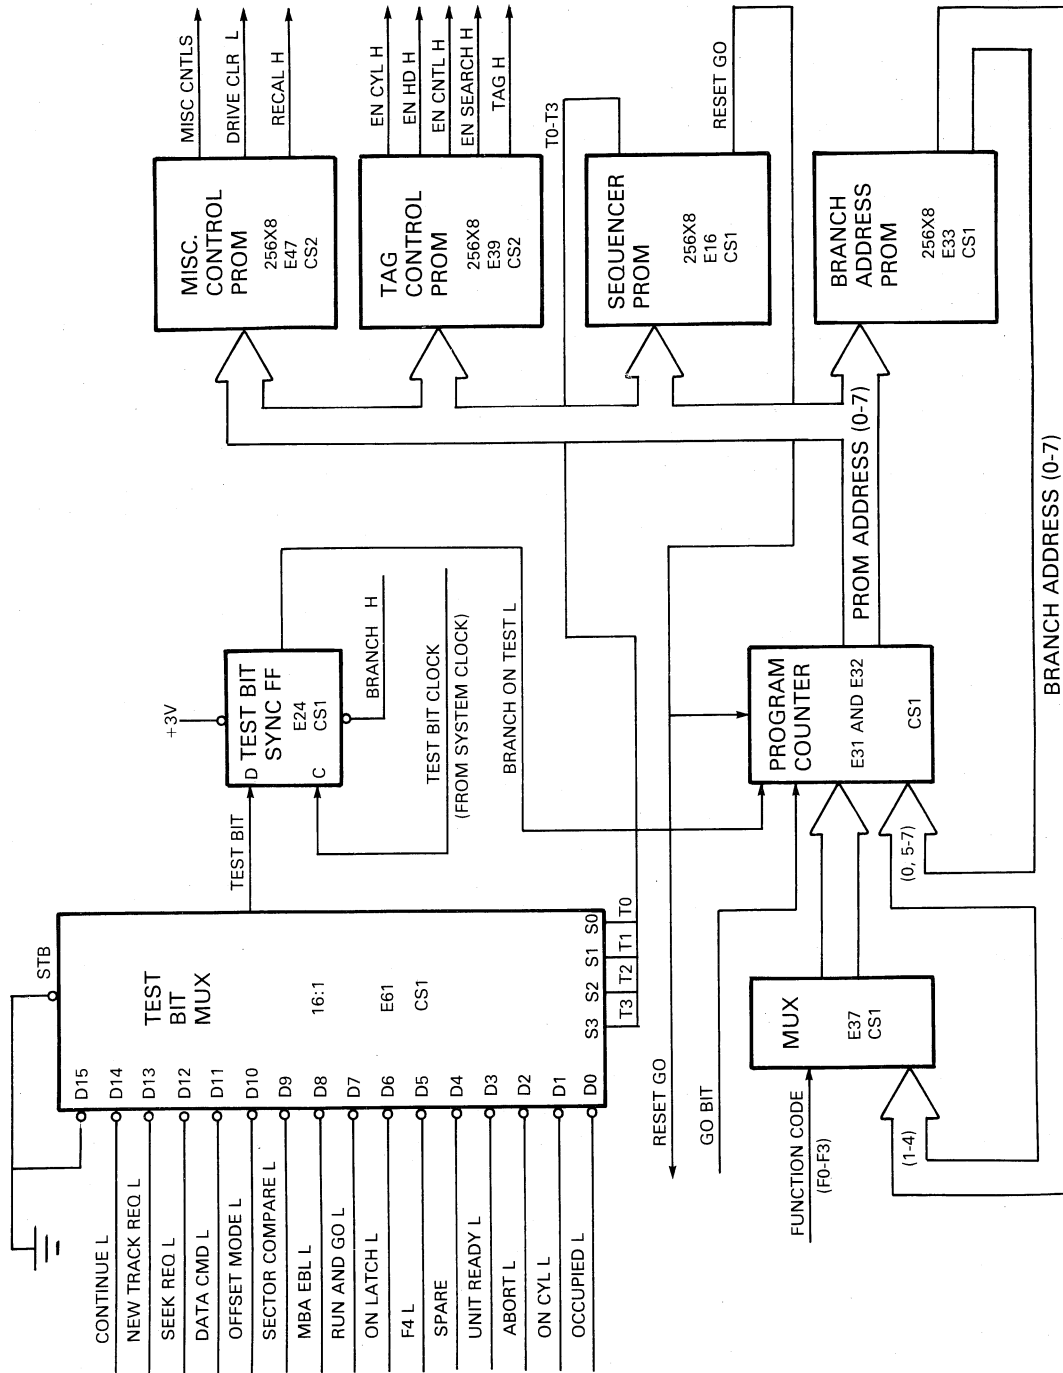 STB
D15
D14
D13
D12
D11
D10
D9
D8
D7
D6
D5
D4
D3
D2
D1
D0
CONTINUE L
NEW TRACK REQ L
SEEK REQ L
DATA CMD L
OFFSET MODE L
SECTOR COMPARE L
MBA EBL L
RUN AND GO L
ON LATCH L
F4 L
SPARE
UNIT READY L
ABORT L
ON CYL L
OCCUPIED L
TEST
BIT
MUX
16:1
E61
CS1
S3
S2
S1
S0
T3
T2
T1
T0
TEST BIT
+3V
D
TEST BIT
SYNC FF
E24
CS1
C
BRANCH H
TEST BIT CLOCK
(FROM SYSTEM CLOCK)
BRANCH ON TEST L
MISC.
CONTROL
PROM
256X8
E47
CS2
MISC CNTLS
DRIVE CLR L
RECAL H
TAG
CONTROL
PROM
256X8
E39
CS2
EN CYL H
EN HD H
EN CNTL H
EN SEARCH H
TAG H
T0-T3
SEQUENCER
PROM
256X8
E16
CS1
RESET GO
BRANCH
ADDRESS
PROM
256X8
E33
CS1
RESET GO
GO BIT
FUNCTION CODE
(F0-F3)
MUX
E37
CS1
(1-4)
(0, 5-7)
PROGRAM
COUNTER
E31 AND E32
CS1
PROM ADDRESS (0-7)
BRANCH ADDRESS (0-7)